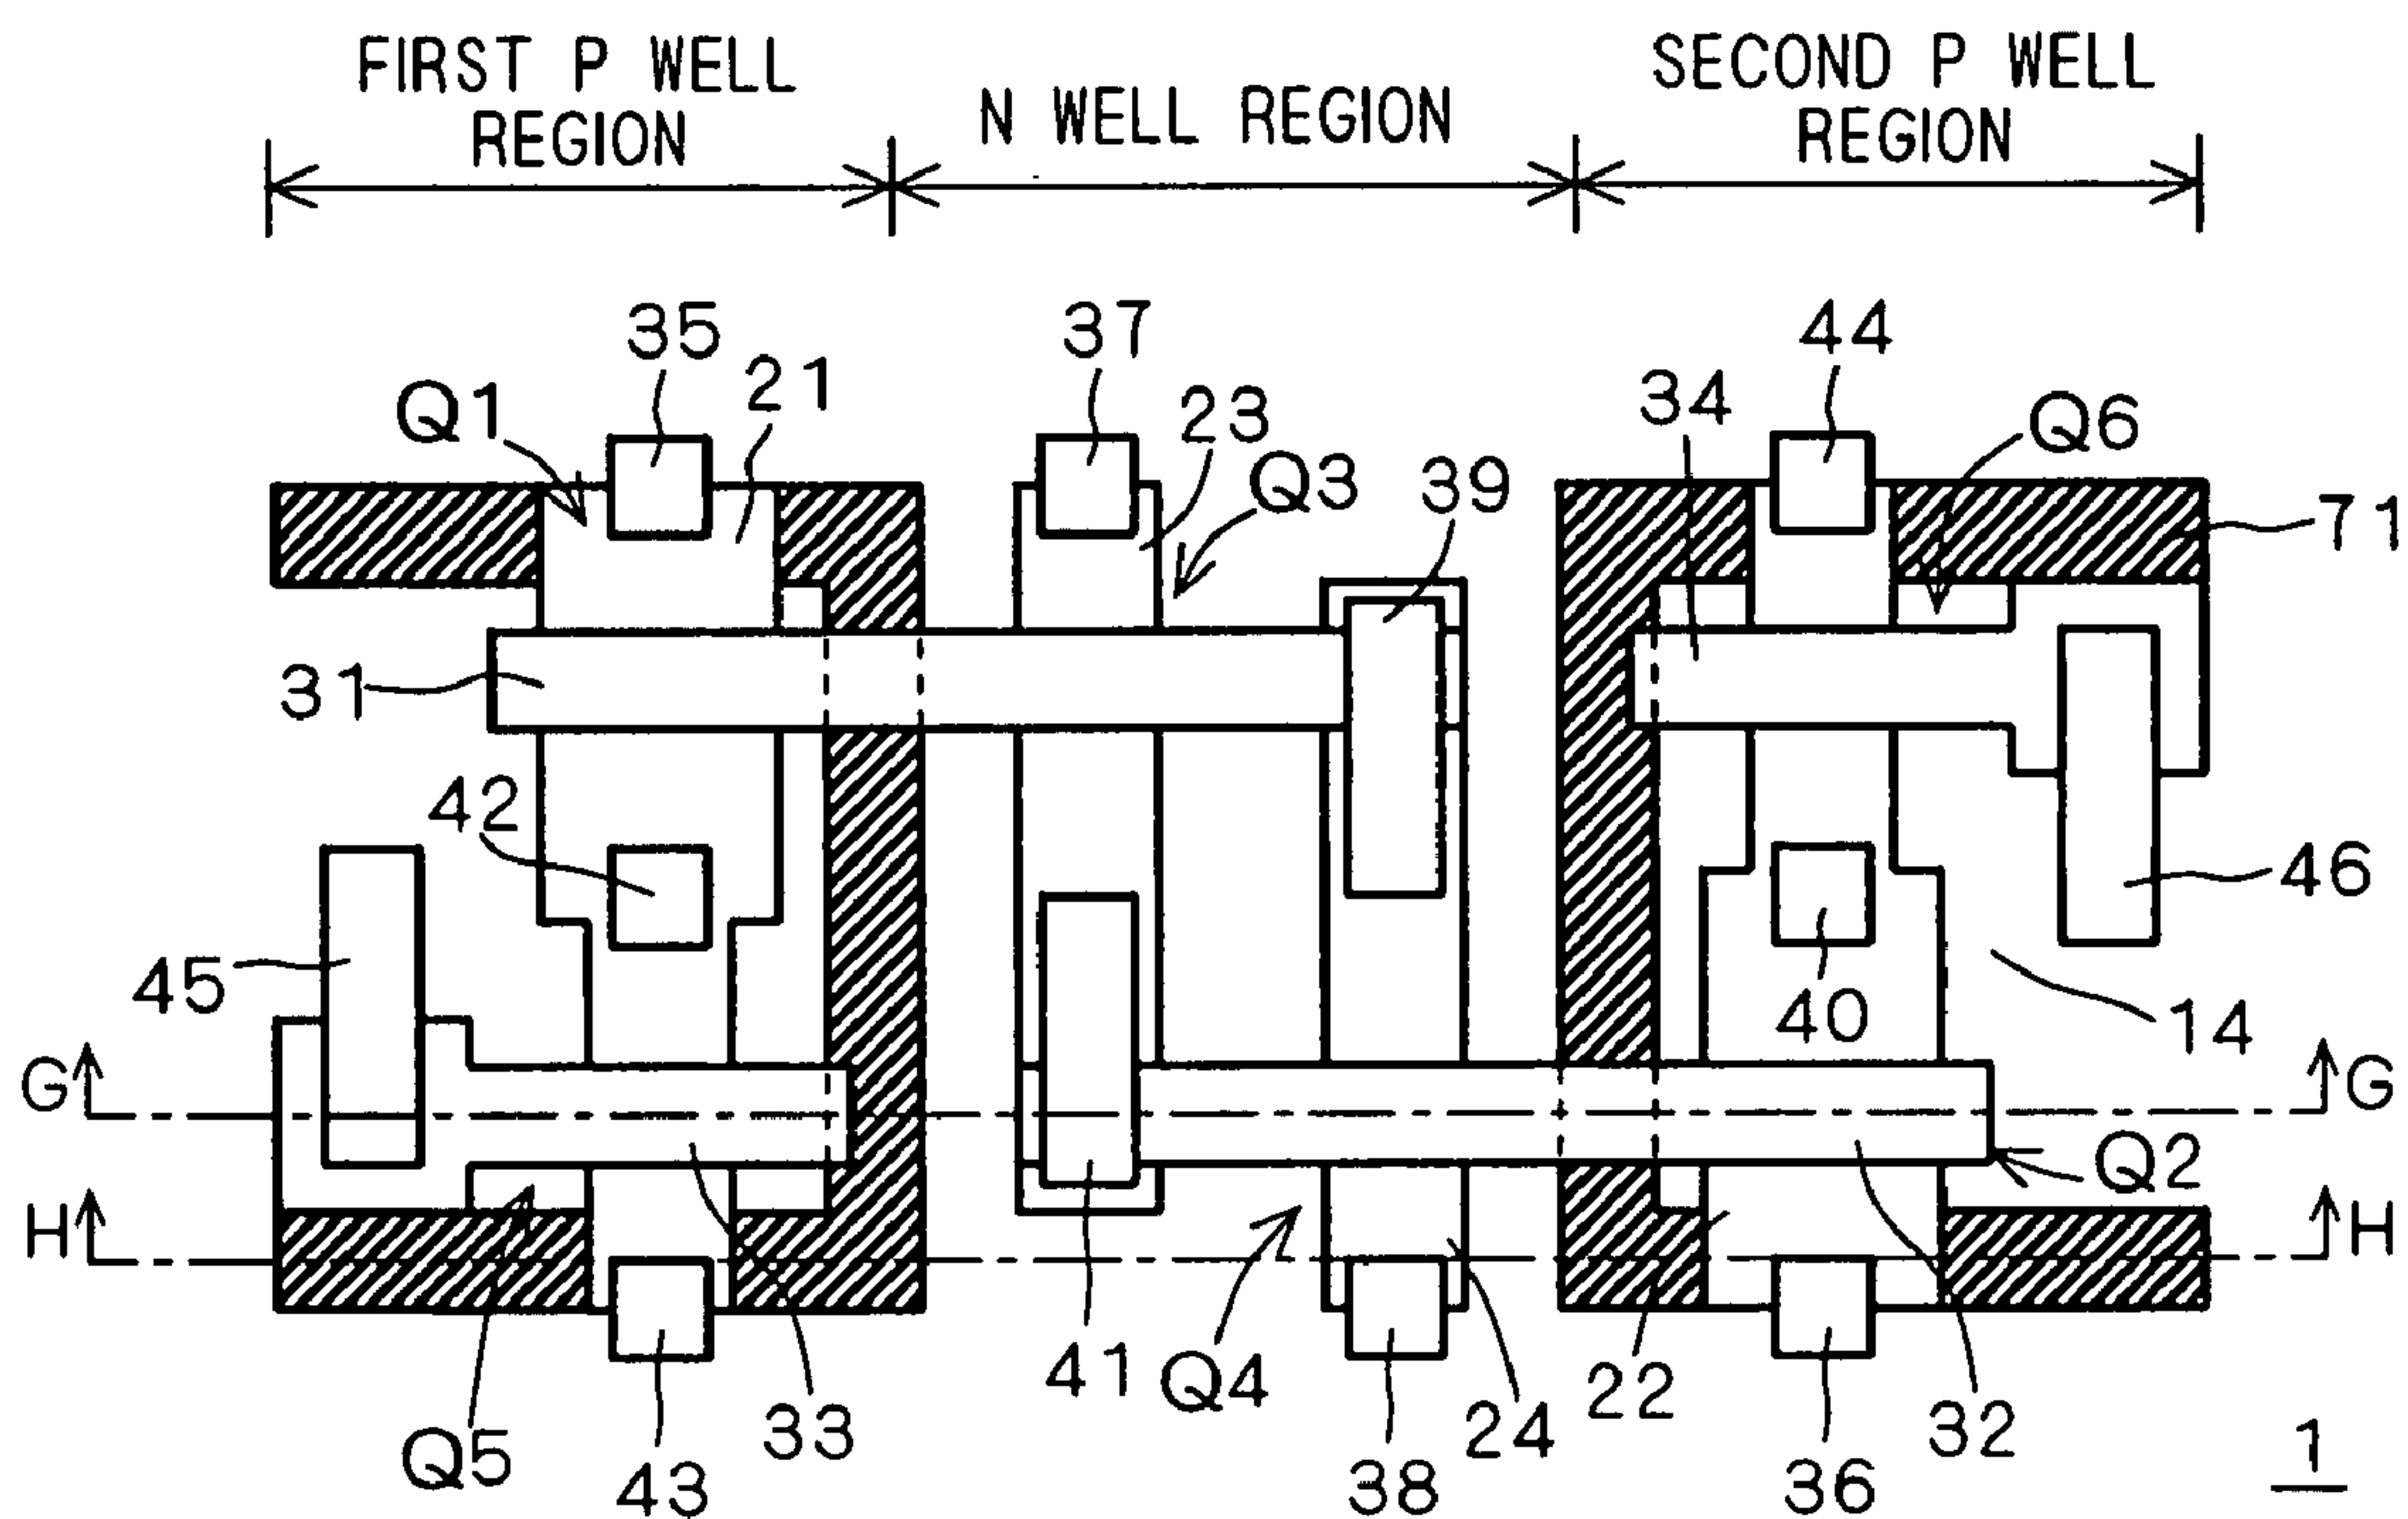 FIRST P WELL
REGION
N WELL REGION
SECOND P WELL
REGION
35
37
44
Q1
21
23
34
Q6
Q3
39
71
31
42
46
45
40
14
G
G
Q2
H
H
41
Q4
22
24
33
32
Q5
43
38
36
1